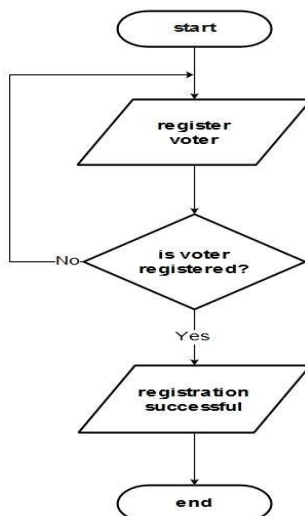 start
register
voter
is voter
registered?
No
Yes
registration
successful
end